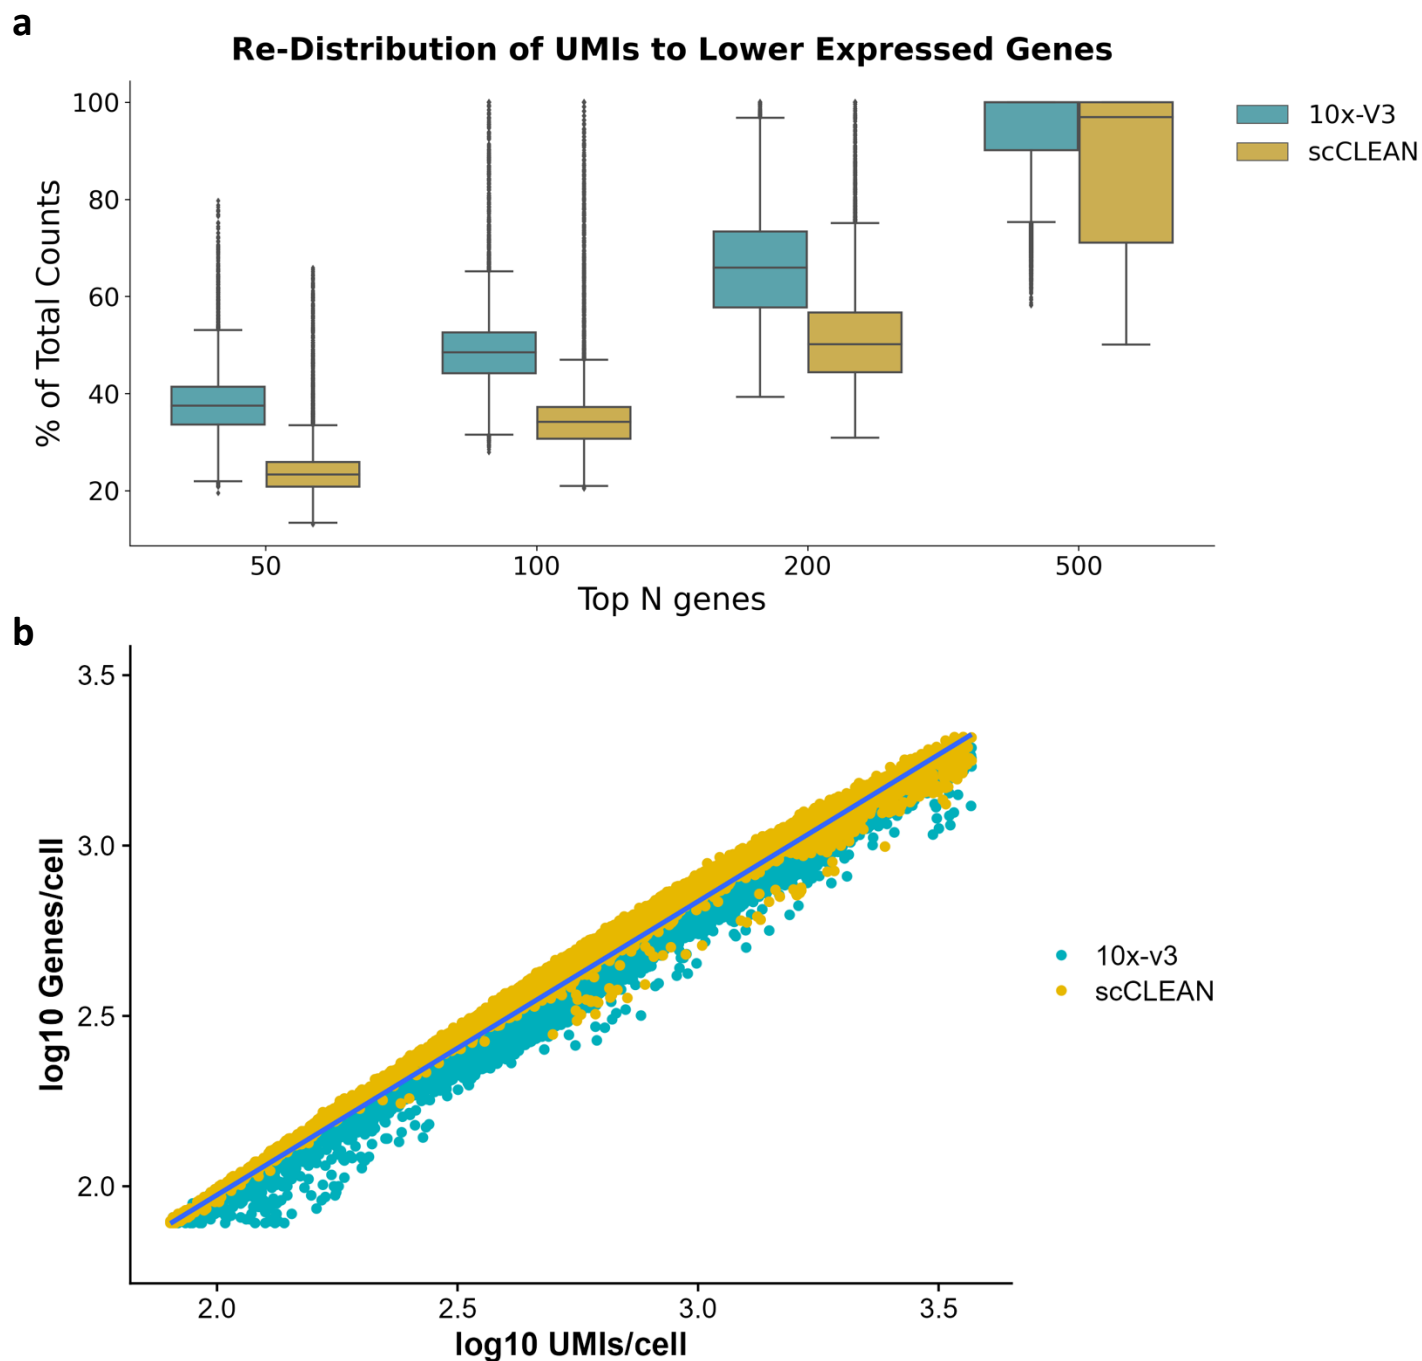 a
Re-Distribution of UMIs to Lower Expressed Genes
% of Total Counts
100
80
60
40
20
50 100 200 500
Top N genes
10x-V3
scCLEAN
b
log10 Genes/cell
3.5
3.0
2.5
2.0
2.0 2.5 3.0 3.5
log10 UMIs/cell
10x-v3
scCLEAN